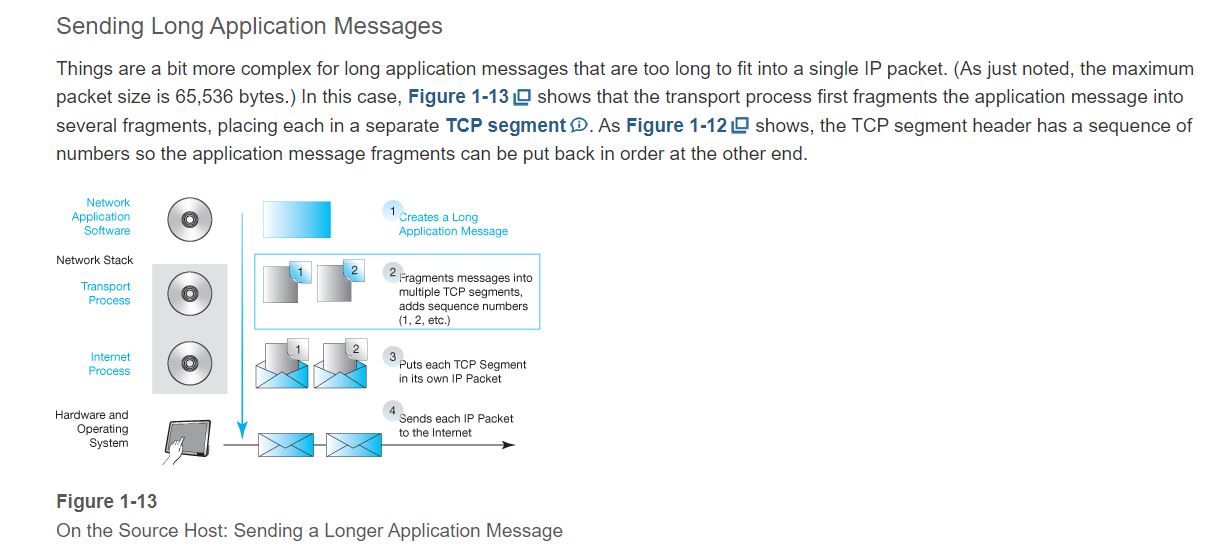 Sending Long Application Messages
Things are a bit more complex for long application messages that are too long to fit into a single IP packet. (As just noted, the maximum
packet size is 65,536 bytes.) In this case, Figure 1-13 shows that the transport process first fragments the application message into
several fragments, placing each in a separate TCP segment. As Figure 1-12 shows, the TCP segment header has a sequence of
numbers so the application message fragments can be put back in order at the other end.
Network
Application
Software
1
Creates a Long
Application Message
Network Stack
Transport
Process
1
2
2
Fragments messages into
multiple TCP segments,
adds sequence numbers
(1, 2, etc.)
Internet
Process
1
2
3
Puts each TCP Segment
in its own IP Packet
Hardware and
Operating
System
4
Sends each IP Packet
to the Internet
Figure 1-13
On the Source Host: Sending a Longer Application Message